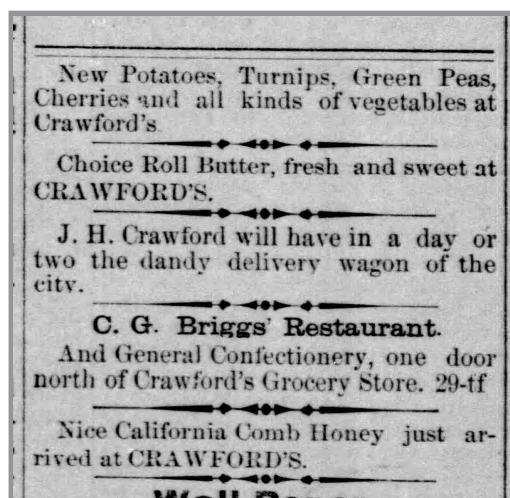 New Potatoes, Turnips, Green Peas,
Cherries and all kinds of vegetables at
Crawford's
Choice Roll Butter, fresh and sweet at
CRAWFORD'S.
J. H. Crawford will have in a day or
two the dandy delivery wagon of the
city.
C. G. Briggs' Restaurant.
And General Confectionery, one door
north of Crawford's Grocery Store. 29-tf
Nice California Comb Honey just ar-
rived at CRAWFORD'S.